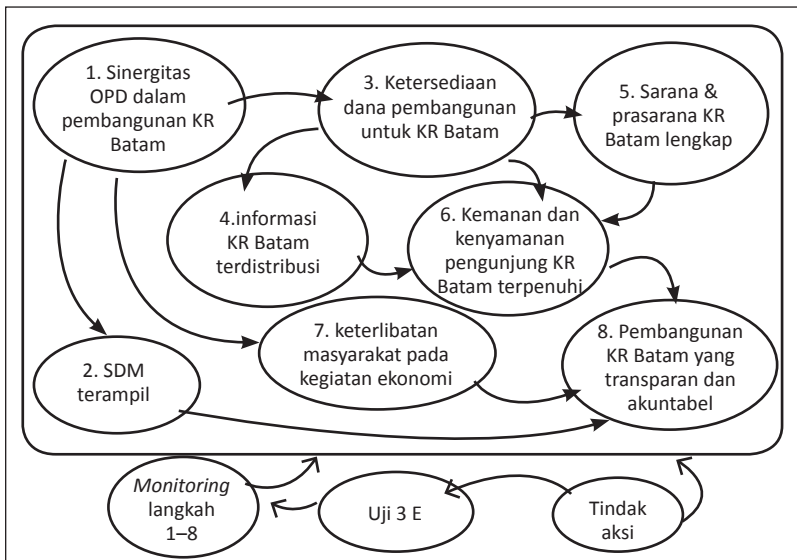 1. Sinergitas
OPD dalam
pembangunan KR
Batam
3. Ketersediaan
dana pembangunan
untuk KR Batam
5. Sarana &
prasarana KR
Batam lengkap
4.informasi
KR Batam
terdistribusi
6. Kemanan dan
kenyamanan
pengunjung KR
Batam terpenuhi
7. keterlibatan
masyarakat pada
kegiatan ekonomi
8. Pembangunan
KR Batam yang
transparan dan
akuntabel
2. SDM
terampil
Monitoring
langkah
1–8
Uji 3 E
Tindak
aksi